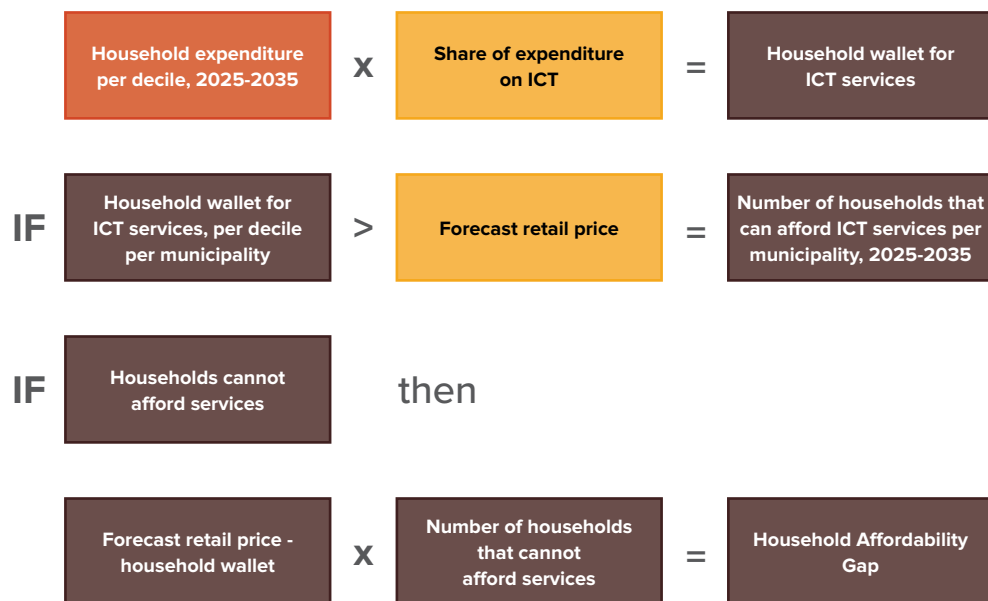 Household expenditure
per decile, 2025-2035
x
Share of expenditure
on ICT
=
Household wallet for
ICT services
IF
Household wallet for
ICT services, per decile
per municipality
>
Forecast retail price
=
Number of households that
can afford ICT services per
municipality, 2025-2035
IF
Households cannot
afford services
then
Forecast retail price -
household wallet
x
Number of households
that cannot
afford services
=
Household Affordability
Gap